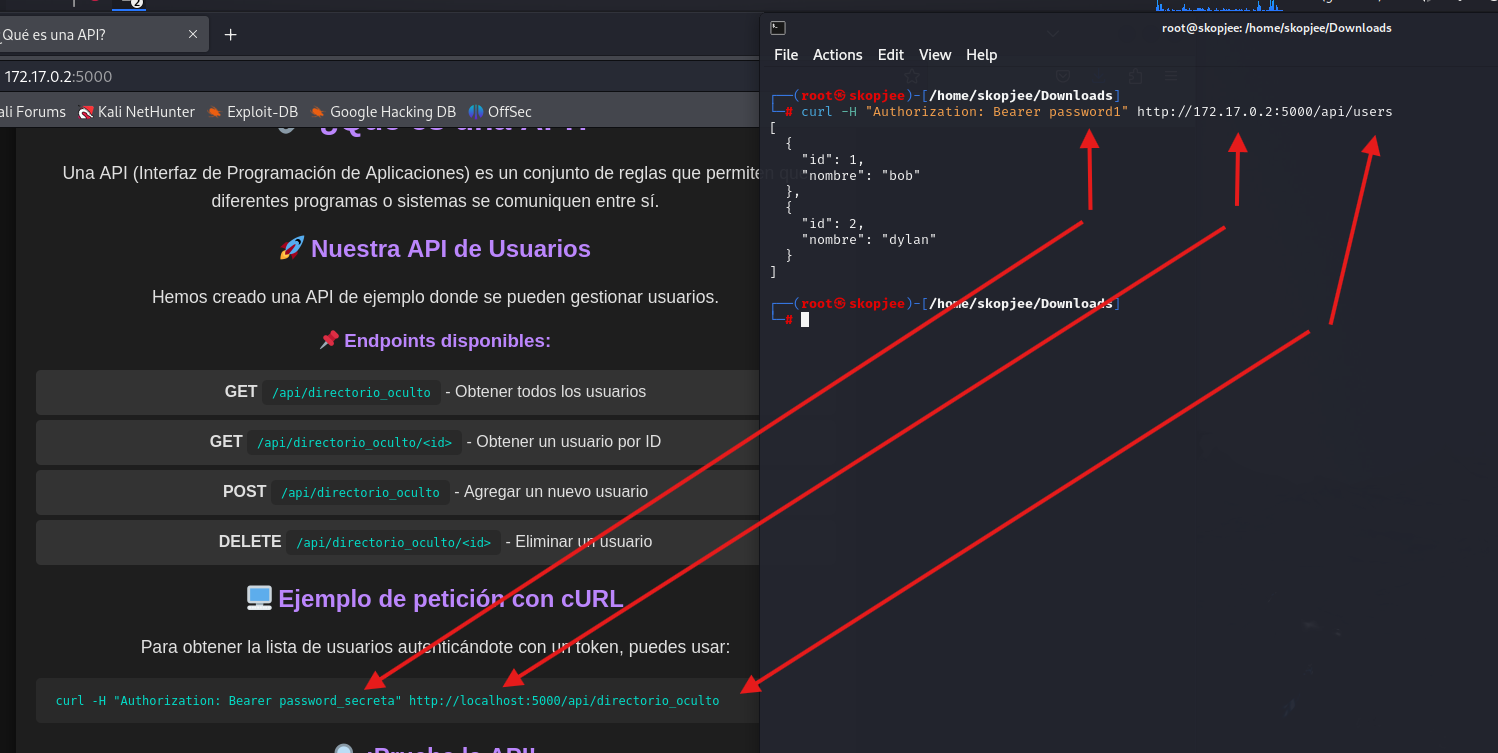 2
root@skopjee: /home/skopjee/Downloads
¿Qué es una API? × +
172.17.0.2:5000
ali Forums Kali NetHunter Exploit-DB Google Hacking DB OffSec
Una API (Interfaz de Programación de Aplicaciones) es un conjunto de reglas que permiten que
diferentes programas o sistemas se comuniquen entre sí.
🚀 Nuestra API de Usuarios
Hemos creado una API de ejemplo donde se pueden gestionar usuarios.
📌 Endpoints disponibles:
GET /api/directorio_oculto - Obtener todos los usuarios
GET /api/directorio_oculto/<id> - Obtener un usuario por ID
POST /api/directorio_oculto - Agregar un nuevo usuario
DELETE /api/directorio_oculto/<id> - Eliminar un usuario
🖥️ Ejemplo de petición con cURL
Para obtener la lista de usuarios autenticándote con un token, puedes usar:
curl -H "Authorization: Bearer password_secreta" http://localhost:5000/api/directorio_oculto
File Actions Edit View Help
┌──(root㉿skopjee)-[/home/skopjee/Downloads]
└─# curl -H "Authorization: Bearer password1" http://172.17.0.2:5000/api/users
[
{
"id": 1,
"nombre": "bob"
},
{
"id": 2,
"nombre": "dylan"
}
]
┌──(root㉿skopjee)-[/home/skopjee/Downloads]
└─#